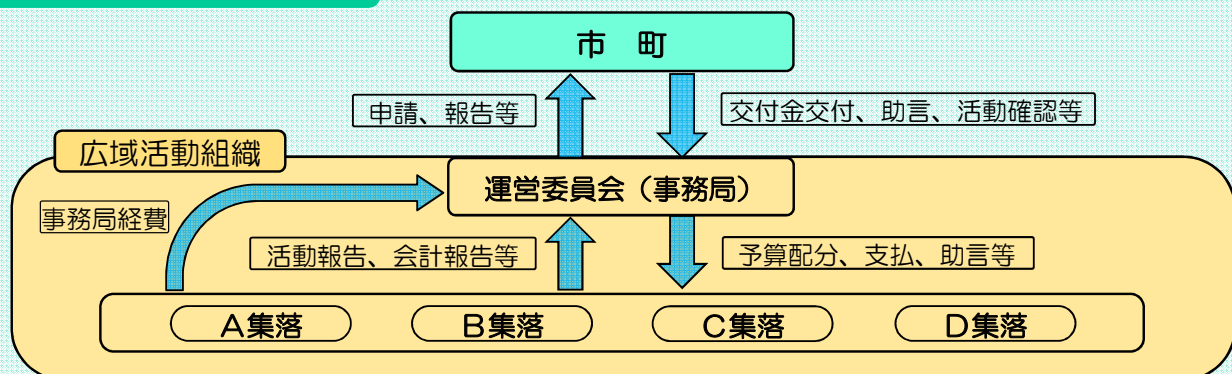 市　町
申請、報告等
交付金交付、助言、活動確認等
広域活動組織
運営委員会（事務局）
事務局経費
活動報告、会計報告等
予算配分、支払、助言等
Ａ集落
Ｂ集落
Ｃ集落
Ｄ集落